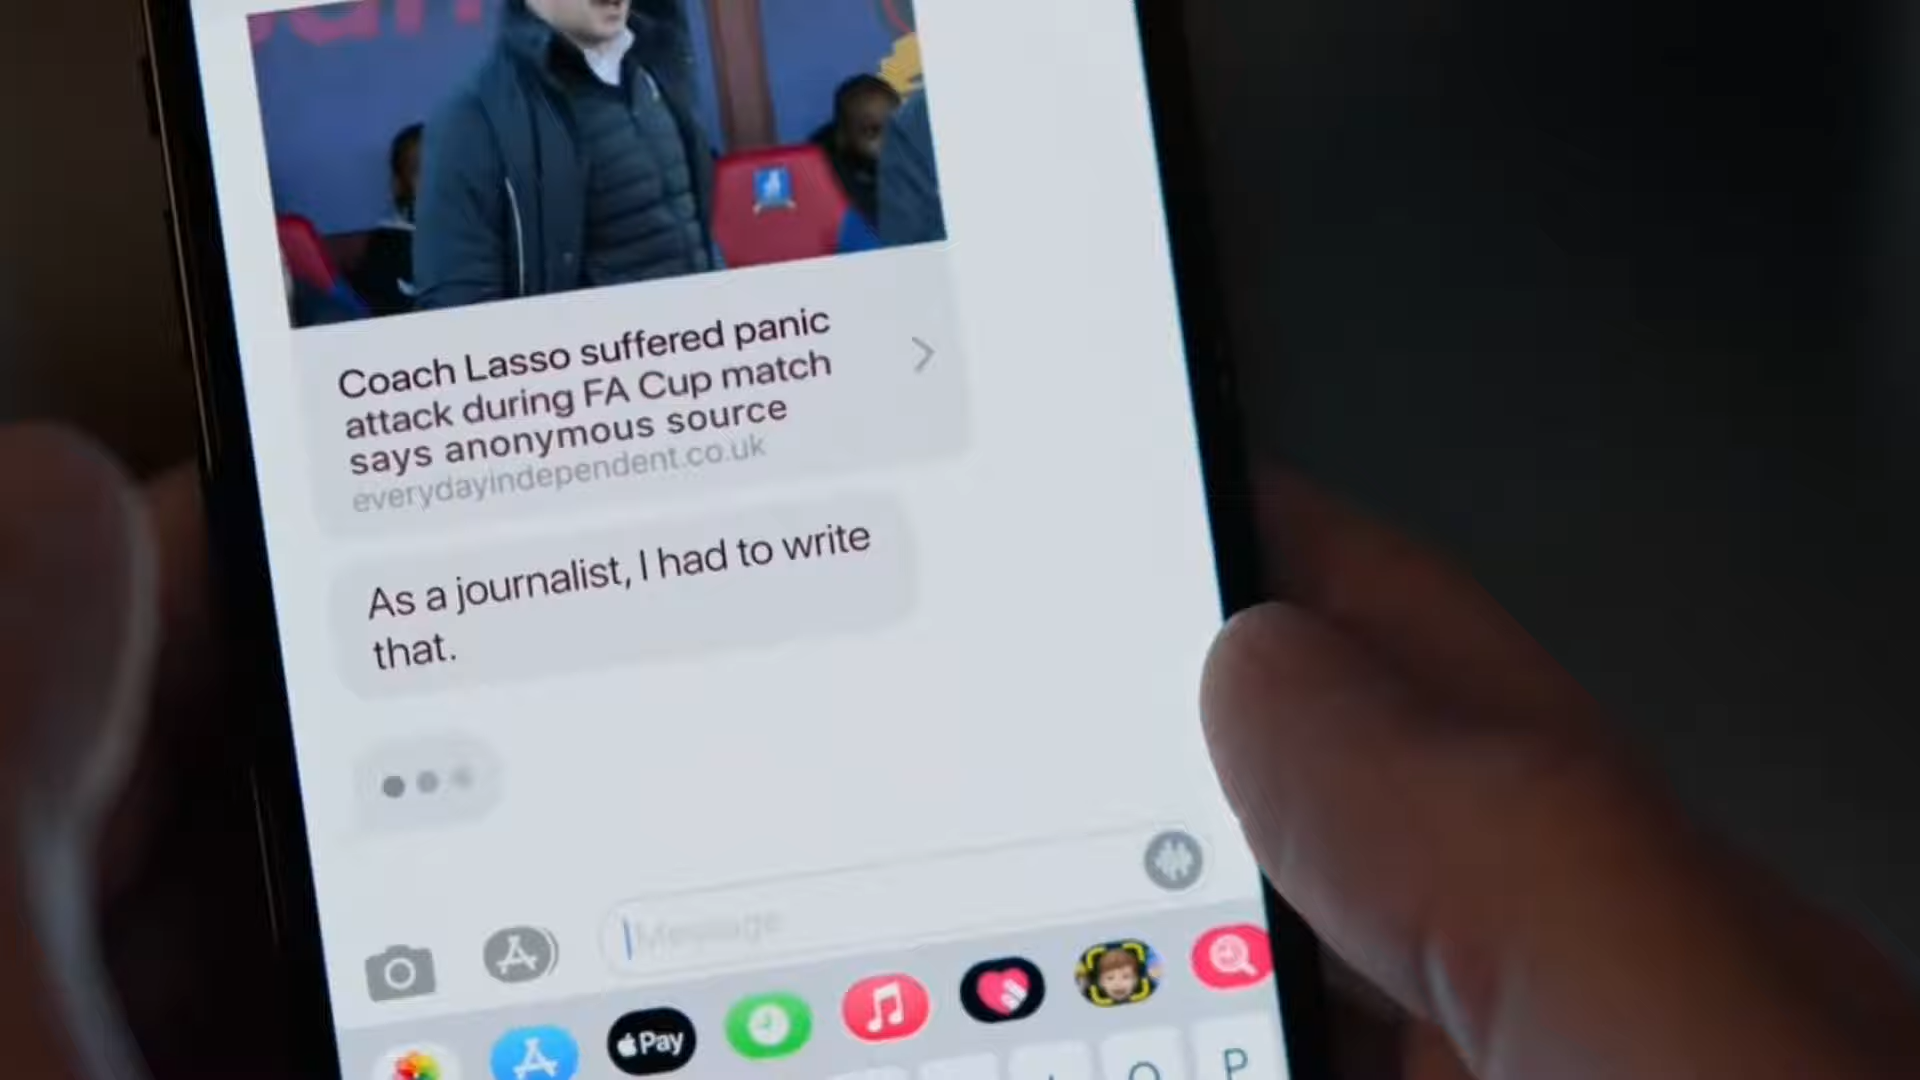 Coach Lasso suffered panic
attack during FA Cup match
says anonymous source
everydayindependent.co.uk
As a journalist, I had to write
that.
Message
Pay
O
P